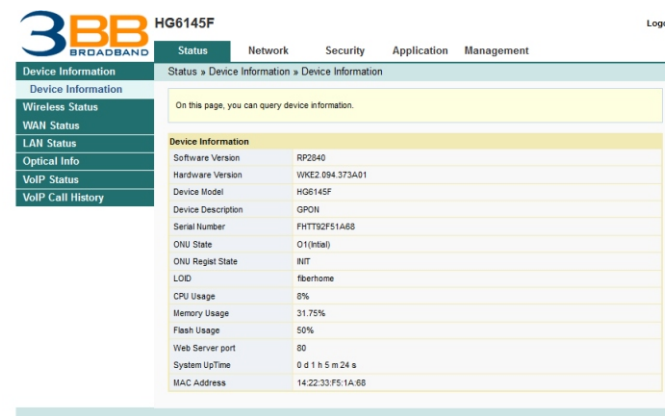 3BB
BROADBAND
HG6145F
Status Network Security Application Management
Device Information
Status » Device Information » Device Information
Device Information
Wireless Status
WAN Status
LAN Status
Optical Info
VoIP Status
VoIP Call History
On this page, you can query device information.
Device Information
Software Version RP2840
Hardware Version WKE2.094.373A01
Device Model HG6145F
Device Description GPON
Serial Number FHTT92F51A68
ONU State O1(Intial)
ONU Regist State INIT
LOID fiberhome
CPU Usage 8%
Memory Usage 31.75%
Flash Usage 50%
Web Server port 80
System UpTime 0 d 1 h 5 m 24 s
MAC Address 14:22:33:F5:1A:68